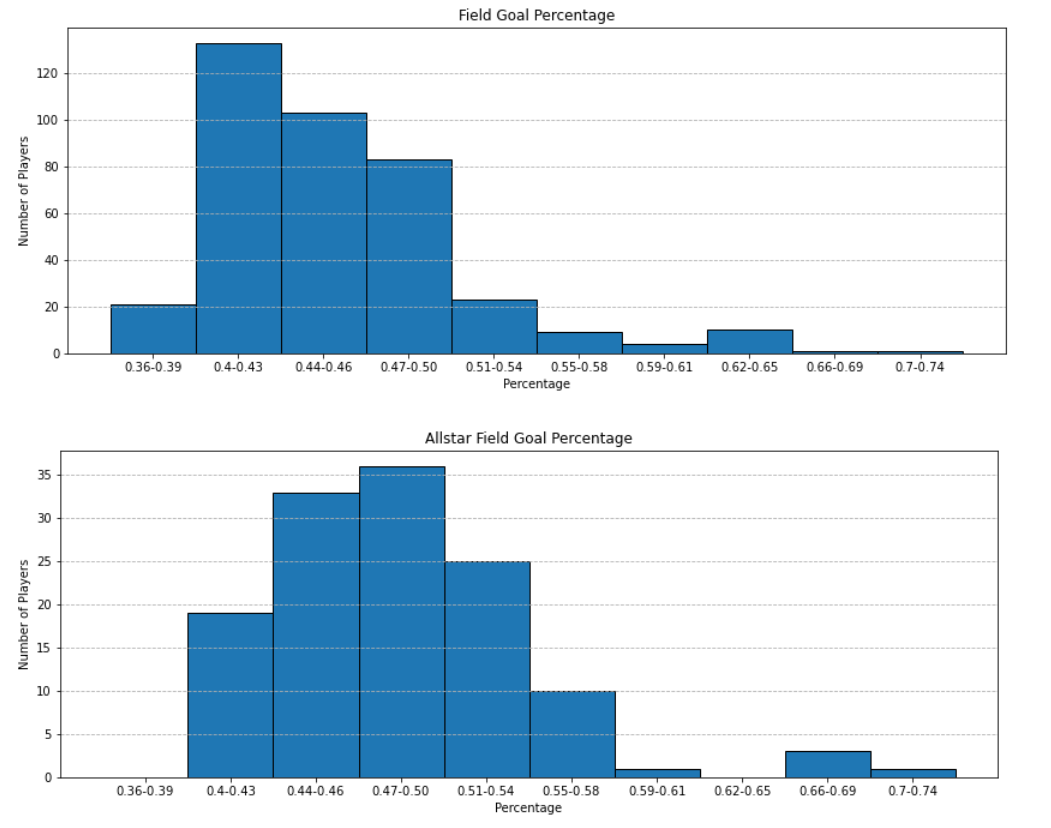 Field Goal Percentage
Number of Players
120
100
80
60
40
20
0
0.36-0.39 0.4-0.43 0.44-0.46 0.47-0.50 0.51-0.54 0.55-0.58 0.59-0.61 0.62-0.65 0.66-0.69 0.7-0.74
Percentage
Allstar Field Goal Percentage
Number of Players
35
30
25
20
15
10
5
0
0.36-0.39 0.4-0.43 0.44-0.46 0.47-0.50 0.51-0.54 0.55-0.58 0.59-0.61 0.62-0.65 0.66-0.69 0.7-0.74
Percentage